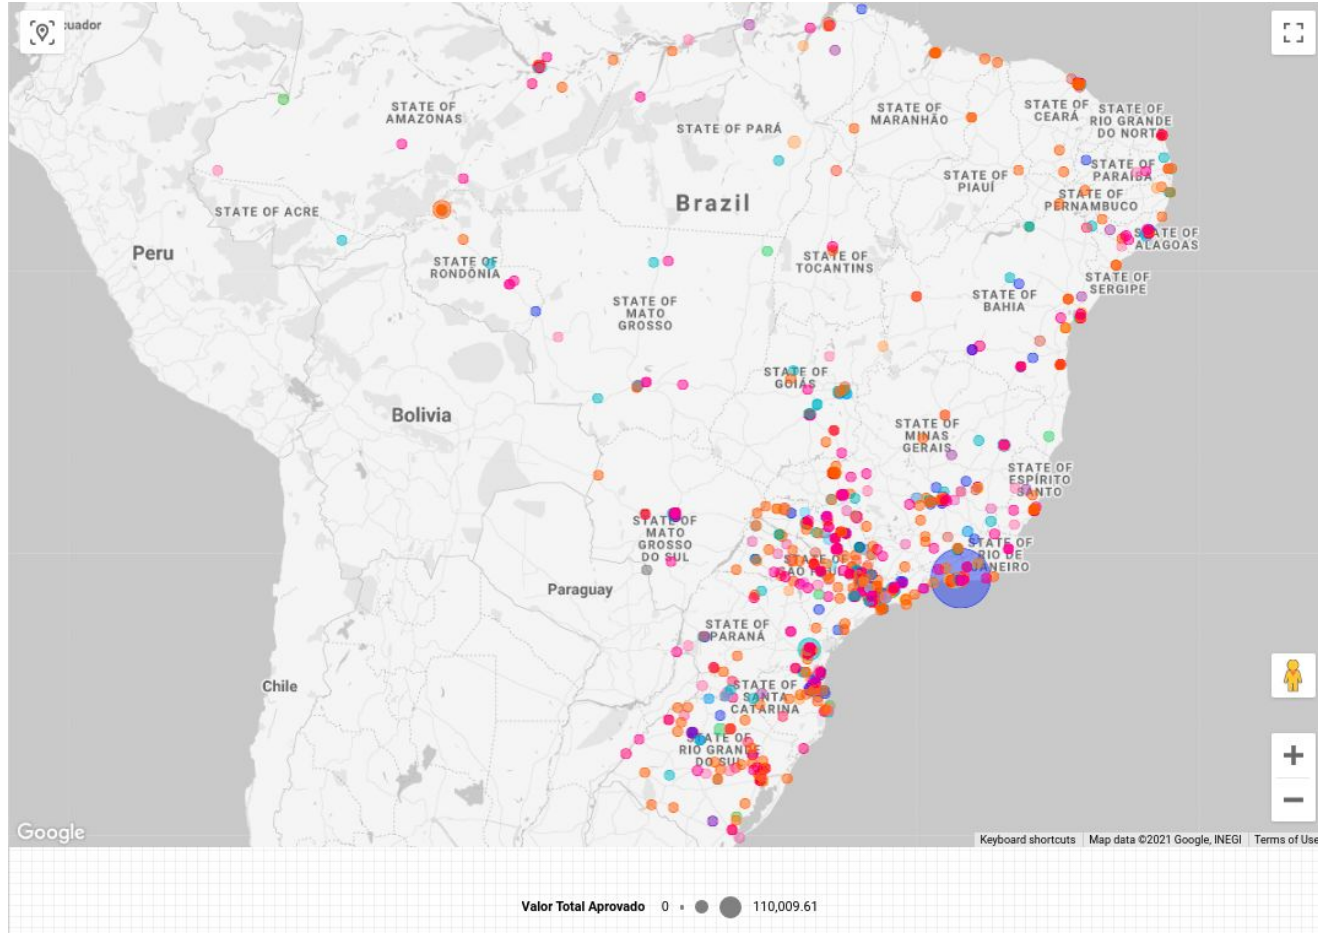 cuador
STATE OF
AMAZONAS
STATE OF PARÁ
STATE OF
MARANHÃO
STATE OF
CEARÁ
STATE OF
RIO GRANDE
DO NORTE
STATE OF
PARAÍBA
STATE OF
PIAUÍ
STATE OF
PERNAMBUCO
Brazil
STATE OF ACRE
STATE OF
ALAGOAS
Peru
STATE OF
RONDÔNIA
STATE OF
TOCANTINS
STATE OF
SERGIPE
STATE OF
BAHIA
STATE OF
MATO
GROSSO
STATE OF
GOIÁS
Bolivia
STATE OF
MINAS
GERAIS
STATE OF
ESPÍRITO
SANTO
STATE OF
MATO
GROSSO
DO SUL
STATE OF
RIO DE
JANEIRO
STATE OF
SÃO PAULO
Paraguay
STATE OF
PARANÁ
Chile
STATE OF
SANTA
CATARINA
STATE OF
RIO GRANDE
DO SUL
Google
Keyboard shortcuts
Map data ©2021 Google, INEGI
Terms of Use
Valor Total Aprovado 0 110,009.61